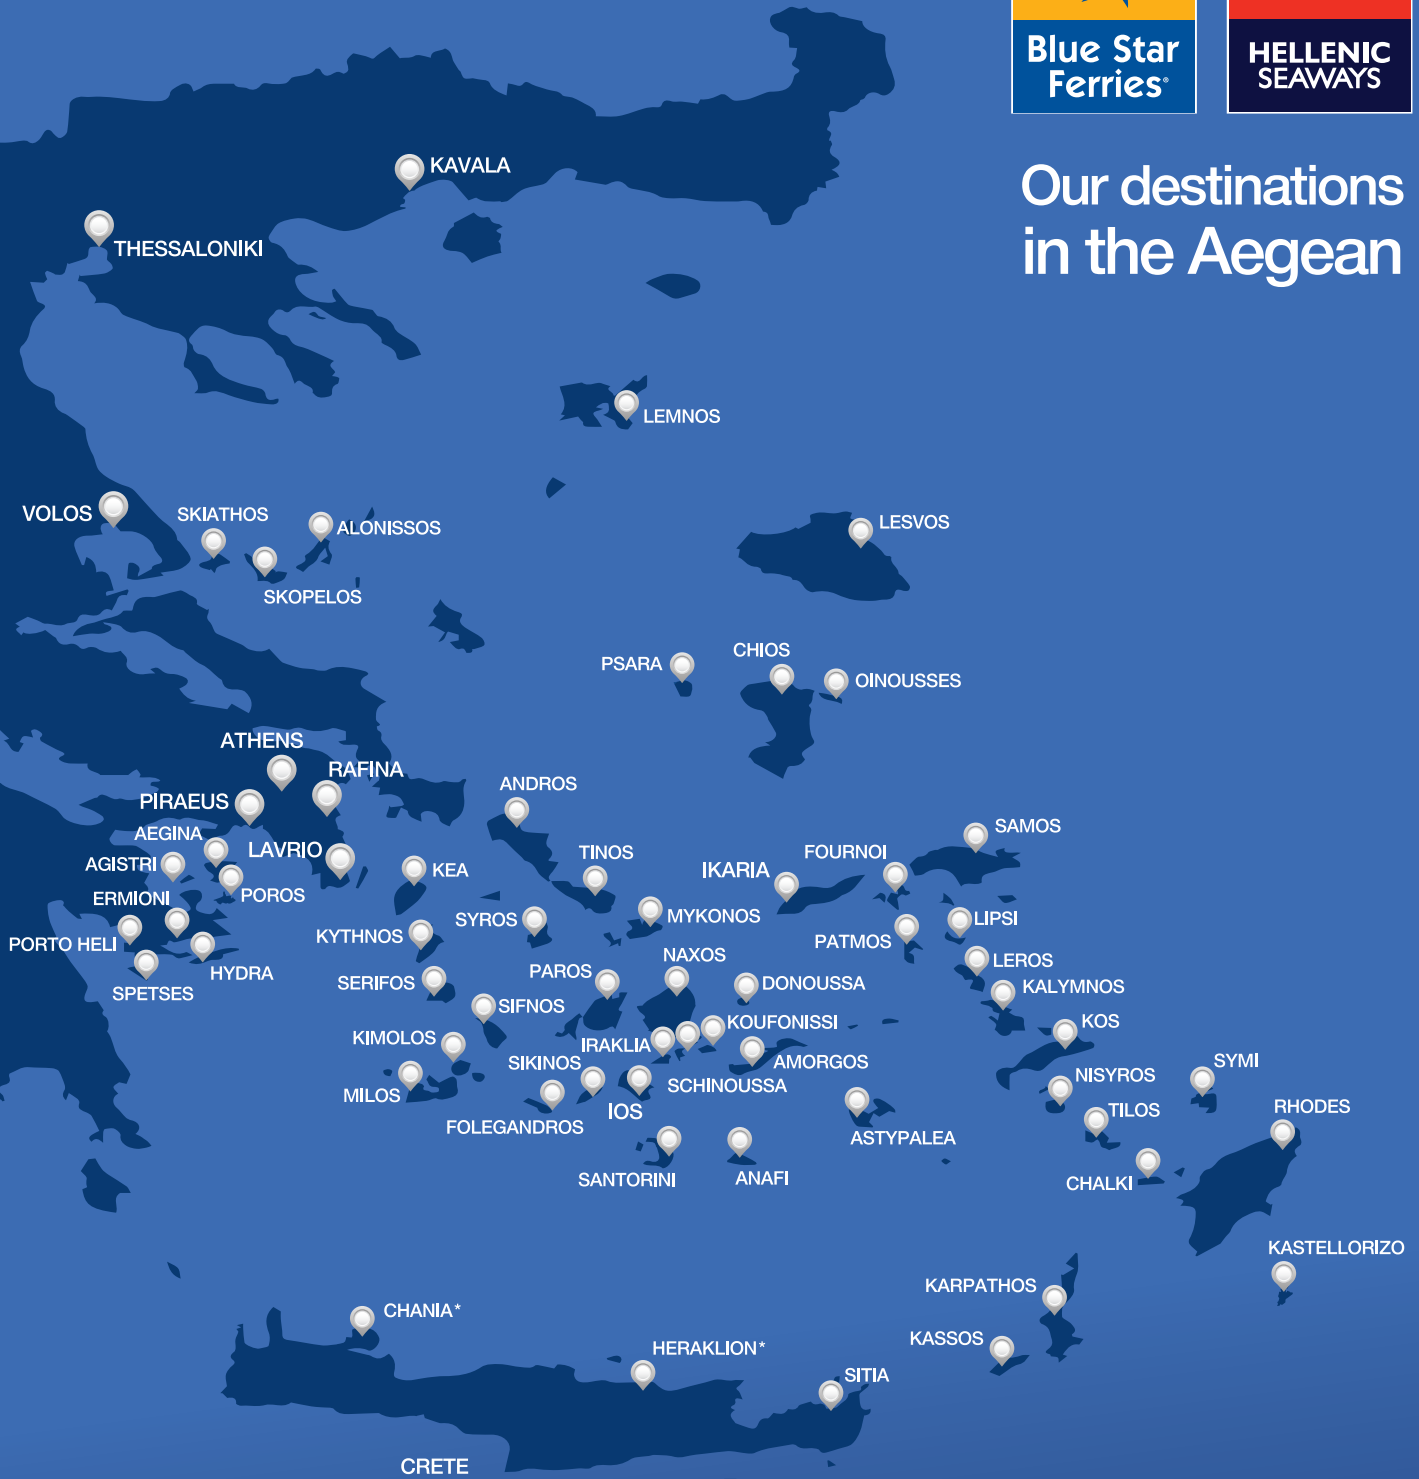 Blue Star
Ferries
HELLENIC
SEAWAYS
Our destinations
in the Aegean
KAVALA
THESSALONIKI
LEMNOS
VOLOS
SKIATHOS
ALONISSOS
SKOPELOS
LESVOS
PSARA
CHIOS
OINOUSSES
ATHENS
RAFINA
PIRAEUS
ANDROS
AEGINA
LAVRIO
AGISTRI
KEA
TINOS
IKARIA
FOURNOI
SAMOS
POROS
ERMIONI
SYROS
MYKONOS
LIPSI
PORTO HELI
KYTHNOS
PATMOS
HYDRA
SPETSES
SERIFOS
PAROS
NAXOS
DONOUSSA
LEROS
KALYMNOS
SIFNOS
KOUFONISSI
KOS
KIMOLOS
IRAKLIA
SIKINOS
AMORGOS
SYMI
MILOS
SCHINOUSSA
NISYROS
IOS
TILOS
RHODES
FOLEGANDROS
ASTYPALEA
SANTORINI
ANAFI
CHALKI
KASTELLORIZO
KARPATHOS
CHANIA*
KASSOS
HERAKLION*
SITIA
CRETE